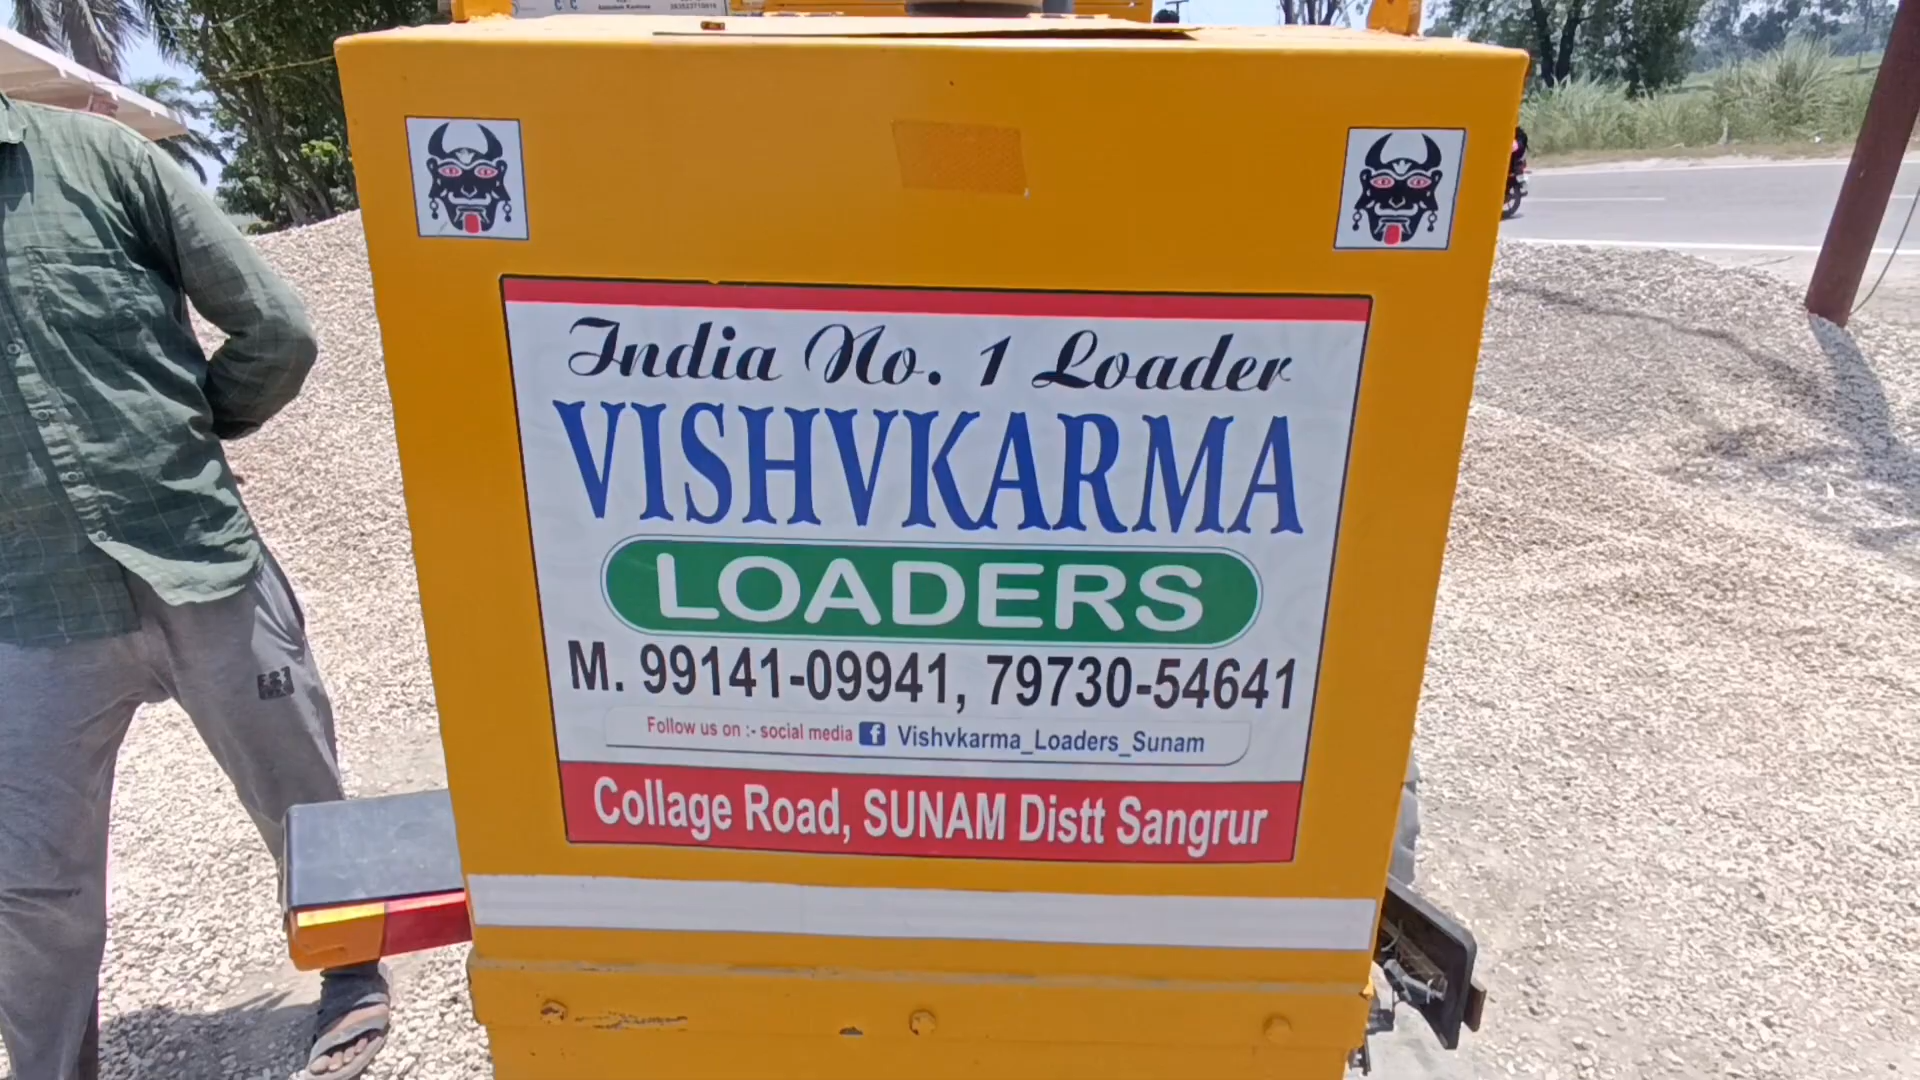 India No. 1 Loader
VISHVKARMA
LOADERS
M. 99141-09941, 79730-54641
Follow us on :- social media f Vishvkarma_Loaders_Sunam
Collage Road, SUNAM Distt Sangrur